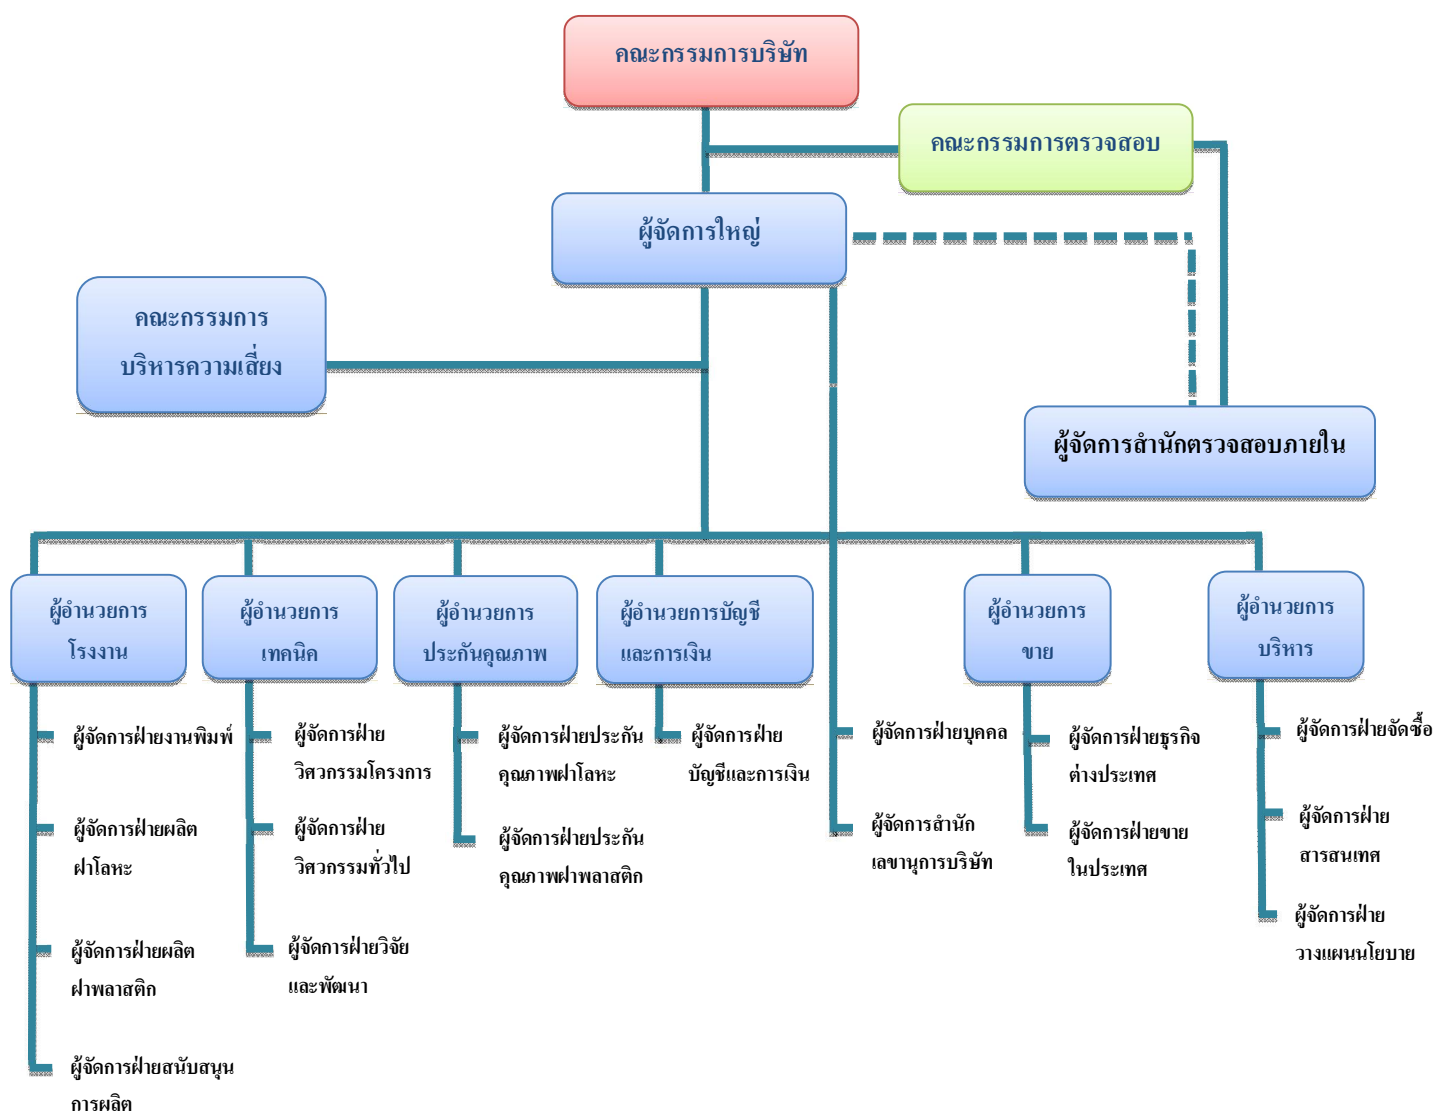 คณะกรรมการบริษัท
คณะกรรมการตรวจสอบ
ผู้จัดการใหญ่
คณะกรรมการ
บริหารความเสี่ยง
ผู้จัดการสำนักตรวจสอบภายใน
ผู้อำนวยการ
โรงงาน
ผู้อำนวยการ
เทคนิค
ผู้อำนวยการ
ประกันคุณภาพ
ผู้อำนวยการบัญชี
และการเงิน
ผู้อำนวยการ
ขาย
ผู้อำนวยการ
บริหาร
ผู้จัดการฝ่ายงานพิมพ์
ผู้จัดการฝ่ายผลิต
ฝาโลหะ
ผู้จัดการฝ่ายผลิต
ฝาพลาสติก
ผู้จัดการฝ่ายสนับสนุน
การผลิต
ผู้จัดการฝ่าย
วิศวกรรมโครงการ
ผู้จัดการฝ่าย
วิศวกรรมทั่วไป
ผู้จัดการฝ่ายวิจัย
และพัฒนา
ผู้จัดการฝ่ายประกัน
คุณภาพฝาโลหะ
ผู้จัดการฝ่ายประกัน
คุณภาพฝาพลาสติก
ผู้จัดการฝ่าย
บัญชีและการเงิน
ผู้จัดการฝ่ายบุคคล
ผู้จัดการสำนัก
เลขานุการบริษัท
ผู้จัดการฝ่ายธุรกิจ
ต่างประเทศ
ผู้จัดการฝ่ายขาย
ในประเทศ
ผู้จัดการฝ่ายจัดซื้อ
ผู้จัดการฝ่าย
สารสนเทศ
ผู้จัดการฝ่าย
วางแผนนโยบาย